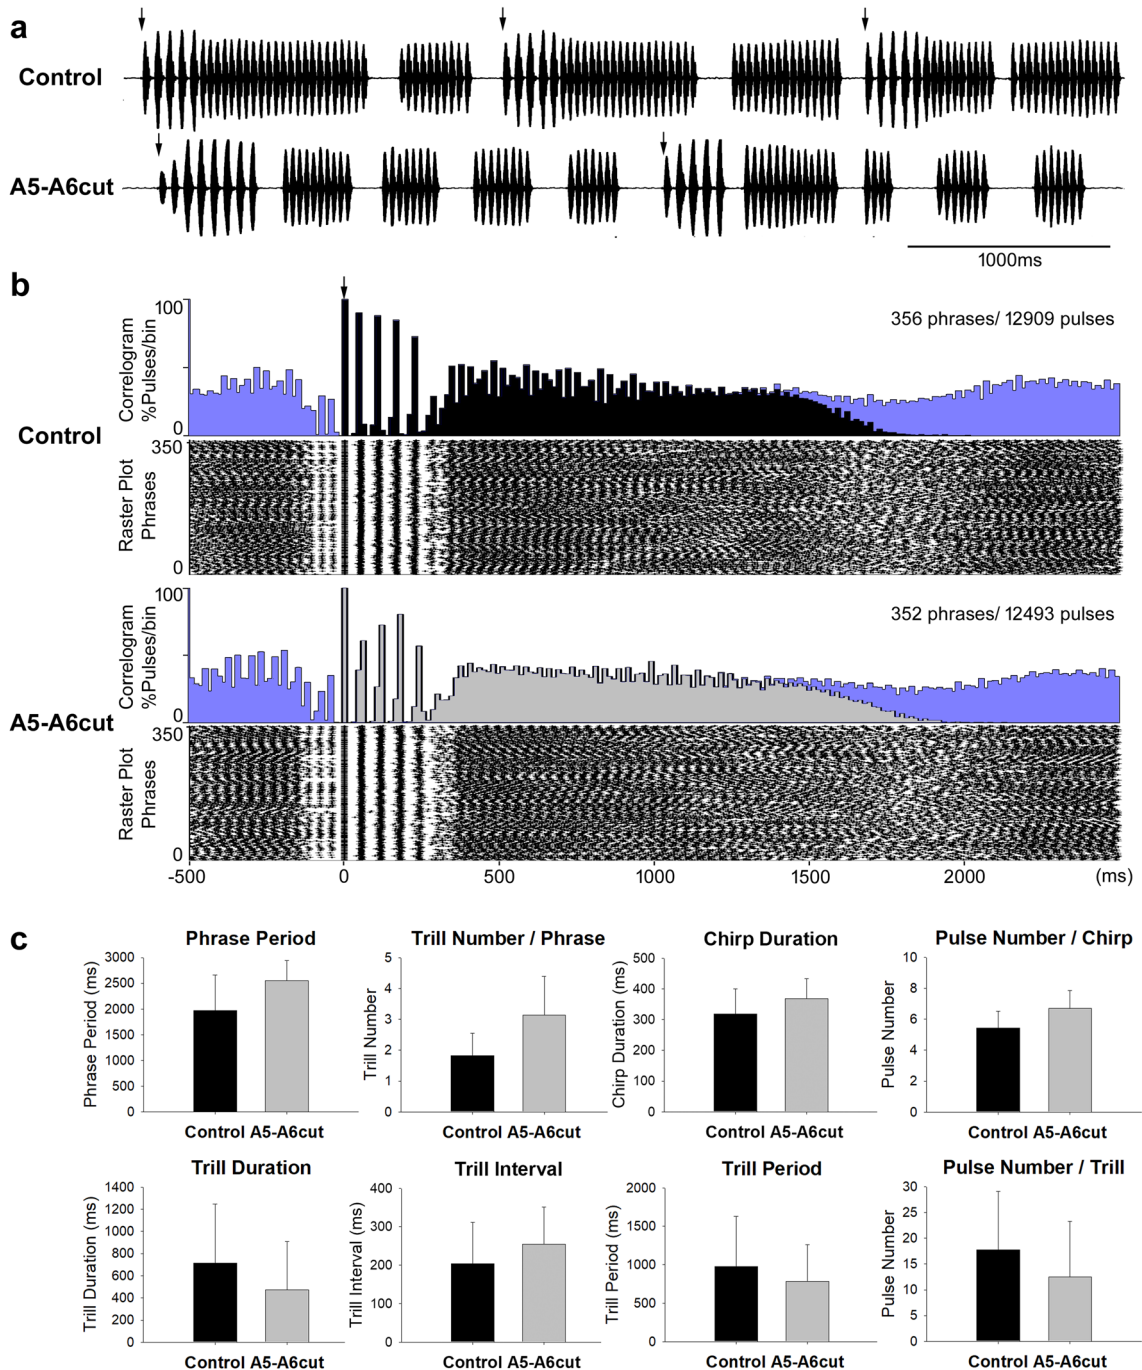 a
Control
A5-A6cut
1000ms
b
100
Correlogram
%Pulses/bin
0
356 phrases/ 12909 pulses
Control
350
Raster Plot
Phrases
0
100
Correlogram
%Pulses/bin
0
352 phrases/ 12493 pulses
A5-A6cut
350
Raster Plot
Phrases
0
-500 0 500 1000 1500 2000 (ms)
c
Phrase Period
Phrase Period (ms)
3000
2500
2000
1500
1000
500
0
Control A5-A6cut
Trill Number / Phrase
Trill Number
5
4
3
2
1
0
Control A5-A6cut
Chirp Duration
Chirp Duration (ms)
500
400
300
200
100
0
Control A5-A6cut
Pulse Number / Chirp
Pulse Number
10
8
6
4
2
0
Control A5-A6cut
Trill Duration
Trill Duration (ms)
1400
1200
1000
800
600
400
200
0
Control A5-A6cut
Trill Interval
Trill Interval (ms)
400
300
200
100
0
Control A5-A6cut
Trill Period
Trill Period (ms)
2000
1500
1000
500
0
Control A5-A6cut
Pulse Number / Trill
Pulse Number
30
25
20
15
10
5
0
Control A5-A6cut